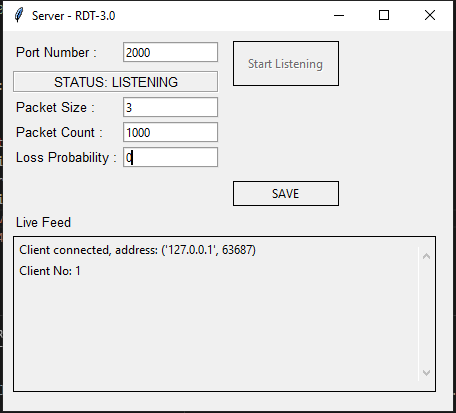 Server - RDT-3.0
Port Number : 2000
Start Listening
STATUS: LISTENING
Packet Size : 3
Packet Count : 1000
Loss Probability : 0
SAVE
Live Feed
Client connected, address: ('127.0.0.1', 63687)
Client No: 1